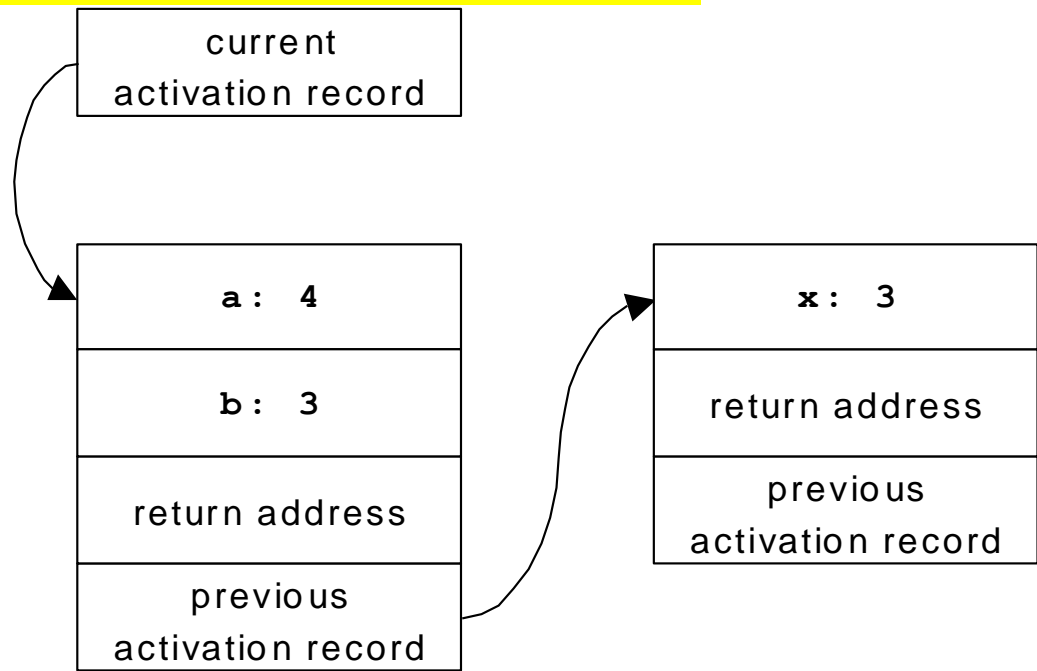 current
activation record
a: 4
b: 3
return address
previous
activation record
x: 3
return address
previous
activation record